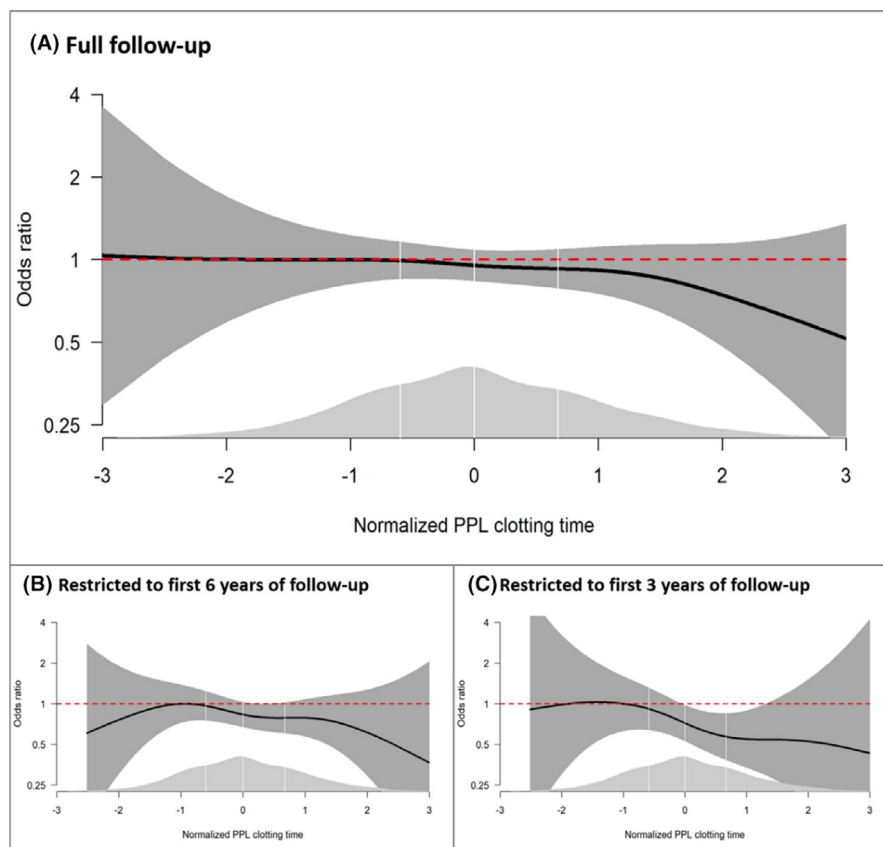 (A) Full follow-up
4
2
1
0.5
0.25
Odds ratio
-3 -2 -1 0 1 2 3
Normalized PPL clotting time
(B) Restricted to first 6 years of follow-up
4
2
1
0.5
0.25
Odds ratio
-3 -2 -1 0 1 2 3
Normalized PPL clotting time
(C) Restricted to first 3 years of follow-up
4
2
1
0.5
0.25
Odds ratio
-3 -2 -1 0 1 2 3
Normalized PPL clotting time